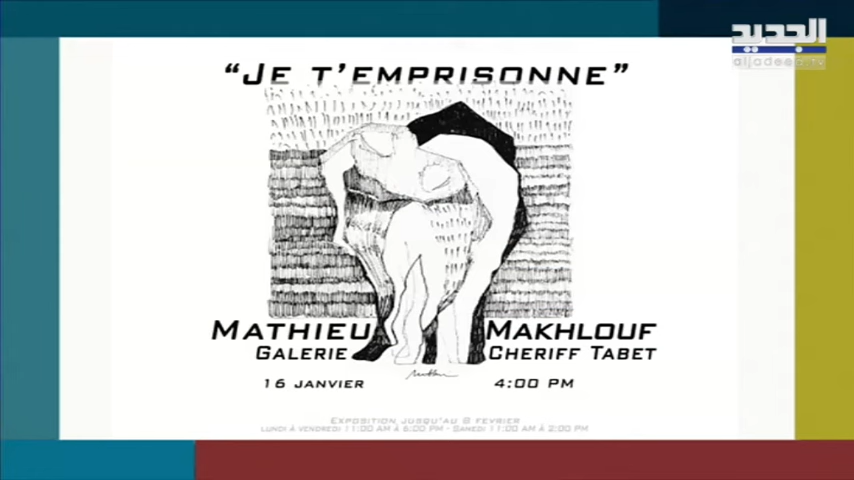 الجديد
aljadeed.tv
“JE T’EMPRISONNE”
MATHIEU MAKHLOUF
GALERIE CHERIFF TABET
16 JANVIER 4:00 PM
EXPOSITION JUSQU'AU 8 FEVRIER
LUNDI À VENDREDI 11:00 AM À 6:00 PM - SAMEDI 11:00 AM À 2:00 PM